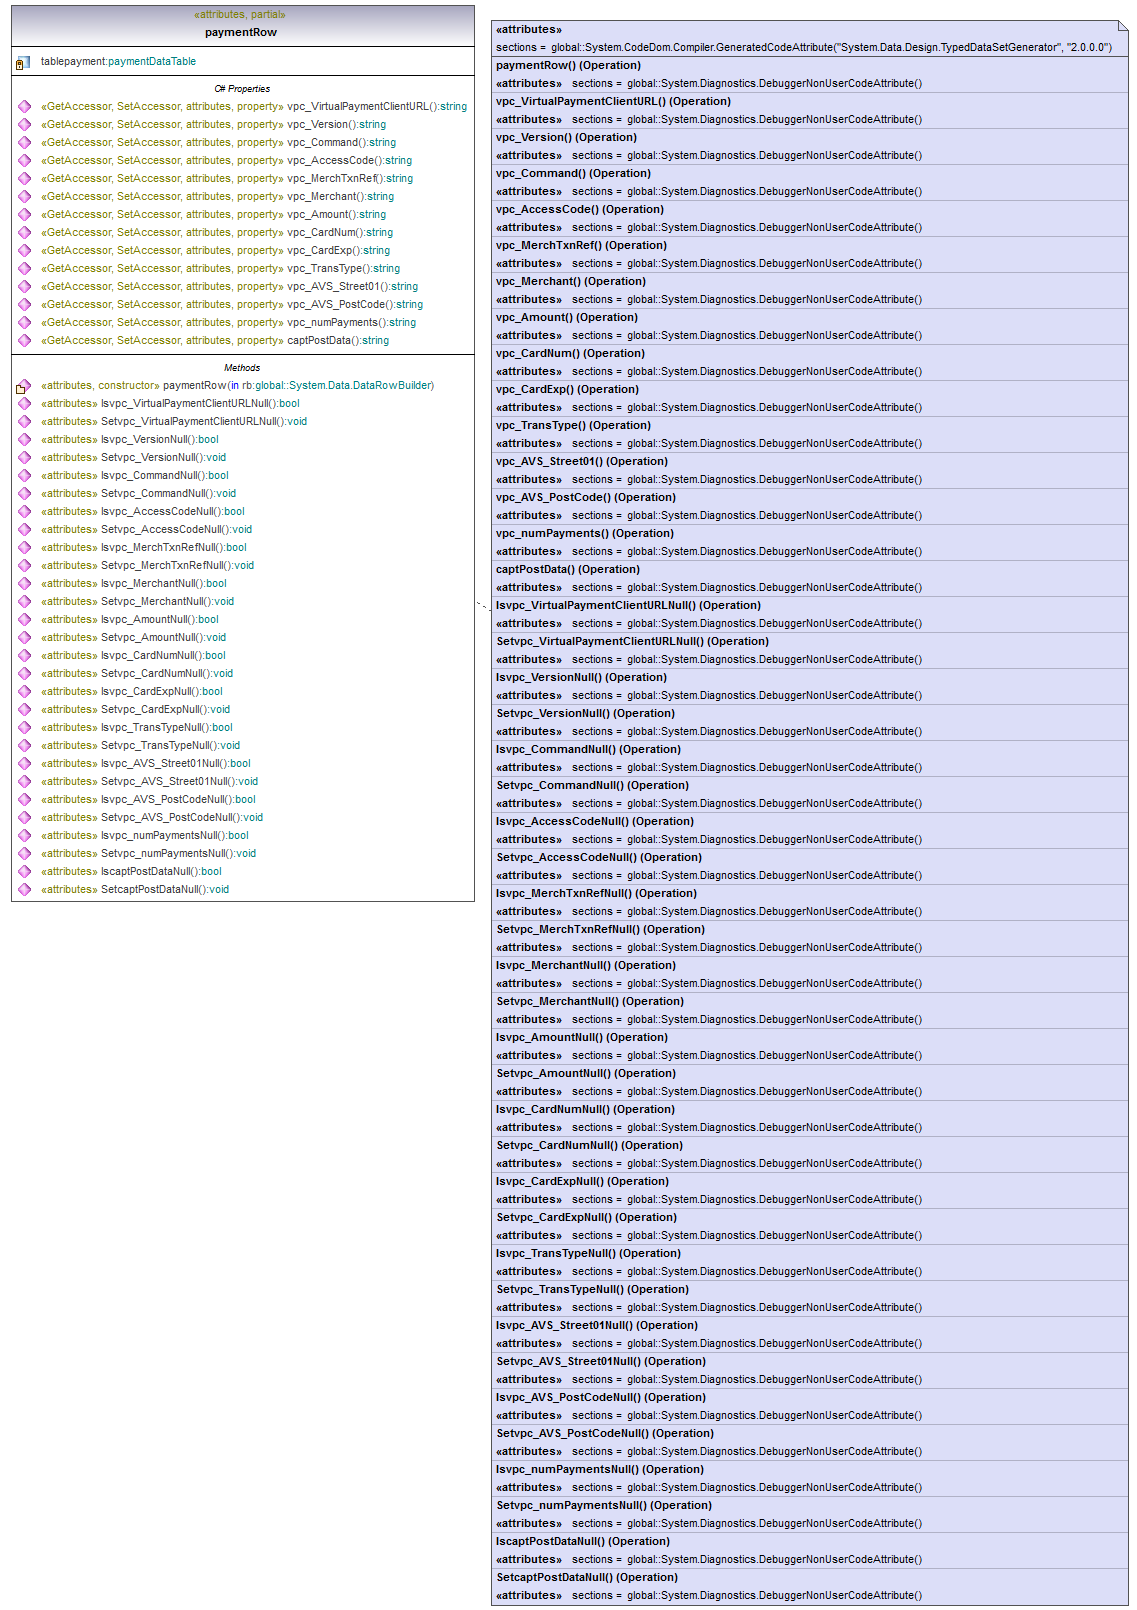 «attributes, partial»
paymentRow
tablepayment:paymentDataTable
C# Properties
«GetAccessor, SetAccessor, attributes, property» vpc_VirtualPaymentClientURL():string
«GetAccessor, SetAccessor, attributes, property» vpc_Version():string
«GetAccessor, SetAccessor, attributes, property» vpc_Command():string
«GetAccessor, SetAccessor, attributes, property» vpc_AccessCode():string
«GetAccessor, SetAccessor, attributes, property» vpc_MerchTxnRef():string
«GetAccessor, SetAccessor, attributes, property» vpc_Merchant():string
«GetAccessor, SetAccessor, attributes, property» vpc_Amount():string
«GetAccessor, SetAccessor, attributes, property» vpc_CardNum():string
«GetAccessor, SetAccessor, attributes, property» vpc_CardExp():string
«GetAccessor, SetAccessor, attributes, property» vpc_TransType():string
«GetAccessor, SetAccessor, attributes, property» vpc_AVS_Street01():string
«GetAccessor, SetAccessor, attributes, property» vpc_AVS_PostCode():string
«GetAccessor, SetAccessor, attributes, property» vpc_numPayments():string
«GetAccessor, SetAccessor, attributes, property» captPostData():string
Methods
«attributes, constructor» paymentRow(in rb:global::System.Data.DataRowBuilder)
«attributes» Isvpc_VirtualPaymentClientURLNull():bool
«attributes» Setvpc_VirtualPaymentClientURLNull():void
«attributes» Isvpc_VersionNull():bool
«attributes» Setvpc_VersionNull():void
«attributes» Isvpc_CommandNull():bool
«attributes» Setvpc_CommandNull():void
«attributes» Isvpc_AccessCodeNull():bool
«attributes» Setvpc_AccessCodeNull():void
«attributes» Isvpc_MerchTxnRefNull():bool
«attributes» Setvpc_MerchTxnRefNull():void
«attributes» Isvpc_MerchantNull():bool
«attributes» Setvpc_MerchantNull():void
«attributes» Isvpc_AmountNull():bool
«attributes» Setvpc_AmountNull():void
«attributes» Isvpc_CardNumNull():bool
«attributes» Setvpc_CardNumNull():void
«attributes» Isvpc_CardExpNull():bool
«attributes» Setvpc_CardExpNull():void
«attributes» Isvpc_TransTypeNull():bool
«attributes» Setvpc_TransTypeNull():void
«attributes» Isvpc_AVS_Street01Null():bool
«attributes» Setvpc_AVS_Street01Null():void
«attributes» Isvpc_AVS_PostCodeNull():bool
«attributes» Setvpc_AVS_PostCodeNull():void
«attributes» Isvpc_numPaymentsNull():bool
«attributes» Setvpc_numPaymentsNull():void
«attributes» IscaptPostDataNull():bool
«attributes» SetcaptPostDataNull():void
«attributes»
sections = global::System.CodeDom.Compiler.GeneratedCodeAttribute("System.Data.Design.TypedDataSetGenerator", "2.0.0.0")
paymentRow() (Operation)
«attributes» sections = global::System.Diagnostics.DebuggerNonUserCodeAttribute()
vpc_VirtualPaymentClientURL() (Operation)
«attributes» sections = global::System.Diagnostics.DebuggerNonUserCodeAttribute()
vpc_Version() (Operation)
«attributes» sections = global::System.Diagnostics.DebuggerNonUserCodeAttribute()
vpc_Command() (Operation)
«attributes» sections = global::System.Diagnostics.DebuggerNonUserCodeAttribute()
vpc_AccessCode() (Operation)
«attributes» sections = global::System.Diagnostics.DebuggerNonUserCodeAttribute()
vpc_MerchTxnRef() (Operation)
«attributes» sections = global::System.Diagnostics.DebuggerNonUserCodeAttribute()
vpc_Merchant() (Operation)
«attributes» sections = global::System.Diagnostics.DebuggerNonUserCodeAttribute()
vpc_Amount() (Operation)
«attributes» sections = global::System.Diagnostics.DebuggerNonUserCodeAttribute()
vpc_CardNum() (Operation)
«attributes» sections = global::System.Diagnostics.DebuggerNonUserCodeAttribute()
vpc_CardExp() (Operation)
«attributes» sections = global::System.Diagnostics.DebuggerNonUserCodeAttribute()
vpc_TransType() (Operation)
«attributes» sections = global::System.Diagnostics.DebuggerNonUserCodeAttribute()
vpc_AVS_Street01() (Operation)
«attributes» sections = global::System.Diagnostics.DebuggerNonUserCodeAttribute()
vpc_AVS_PostCode() (Operation)
«attributes» sections = global::System.Diagnostics.DebuggerNonUserCodeAttribute()
vpc_numPayments() (Operation)
«attributes» sections = global::System.Diagnostics.DebuggerNonUserCodeAttribute()
captPostData() (Operation)
«attributes» sections = global::System.Diagnostics.DebuggerNonUserCodeAttribute()
Isvpc_VirtualPaymentClientURLNull() (Operation)
«attributes» sections = global::System.Diagnostics.DebuggerNonUserCodeAttribute()
Setvpc_VirtualPaymentClientURLNull() (Operation)
«attributes» sections = global::System.Diagnostics.DebuggerNonUserCodeAttribute()
Isvpc_VersionNull() (Operation)
«attributes» sections = global::System.Diagnostics.DebuggerNonUserCodeAttribute()
Setvpc_VersionNull() (Operation)
«attributes» sections = global::System.Diagnostics.DebuggerNonUserCodeAttribute()
Isvpc_CommandNull() (Operation)
«attributes» sections = global::System.Diagnostics.DebuggerNonUserCodeAttribute()
Setvpc_CommandNull() (Operation)
«attributes» sections = global::System.Diagnostics.DebuggerNonUserCodeAttribute()
Isvpc_AccessCodeNull() (Operation)
«attributes» sections = global::System.Diagnostics.DebuggerNonUserCodeAttribute()
Setvpc_AccessCodeNull() (Operation)
«attributes» sections = global::System.Diagnostics.DebuggerNonUserCodeAttribute()
Isvpc_MerchTxnRefNull() (Operation)
«attributes» sections = global::System.Diagnostics.DebuggerNonUserCodeAttribute()
Setvpc_MerchTxnRefNull() (Operation)
«attributes» sections = global::System.Diagnostics.DebuggerNonUserCodeAttribute()
Isvpc_MerchantNull() (Operation)
«attributes» sections = global::System.Diagnostics.DebuggerNonUserCodeAttribute()
Setvpc_MerchantNull() (Operation)
«attributes» sections = global::System.Diagnostics.DebuggerNonUserCodeAttribute()
Isvpc_AmountNull() (Operation)
«attributes» sections = global::System.Diagnostics.DebuggerNonUserCodeAttribute()
Setvpc_AmountNull() (Operation)
«attributes» sections = global::System.Diagnostics.DebuggerNonUserCodeAttribute()
Isvpc_CardNumNull() (Operation)
«attributes» sections = global::System.Diagnostics.DebuggerNonUserCodeAttribute()
Setvpc_CardNumNull() (Operation)
«attributes» sections = global::System.Diagnostics.DebuggerNonUserCodeAttribute()
Isvpc_CardExpNull() (Operation)
«attributes» sections = global::System.Diagnostics.DebuggerNonUserCodeAttribute()
Setvpc_CardExpNull() (Operation)
«attributes» sections = global::System.Diagnostics.DebuggerNonUserCodeAttribute()
Isvpc_TransTypeNull() (Operation)
«attributes» sections = global::System.Diagnostics.DebuggerNonUserCodeAttribute()
Setvpc_TransTypeNull() (Operation)
«attributes» sections = global::System.Diagnostics.DebuggerNonUserCodeAttribute()
Isvpc_AVS_Street01Null() (Operation)
«attributes» sections = global::System.Diagnostics.DebuggerNonUserCodeAttribute()
Setvpc_AVS_Street01Null() (Operation)
«attributes» sections = global::System.Diagnostics.DebuggerNonUserCodeAttribute()
Isvpc_AVS_PostCodeNull() (Operation)
«attributes» sections = global::System.Diagnostics.DebuggerNonUserCodeAttribute()
Setvpc_AVS_PostCodeNull() (Operation)
«attributes» sections = global::System.Diagnostics.DebuggerNonUserCodeAttribute()
Isvpc_numPaymentsNull() (Operation)
«attributes» sections = global::System.Diagnostics.DebuggerNonUserCodeAttribute()
Setvpc_numPaymentsNull() (Operation)
«attributes» sections = global::System.Diagnostics.DebuggerNonUserCodeAttribute()
IscaptPostDataNull() (Operation)
«attributes» sections = global::System.Diagnostics.DebuggerNonUserCodeAttribute()
SetcaptPostDataNull() (Operation)
«attributes» sections = global::System.Diagnostics.DebuggerNonUserCodeAttribute()